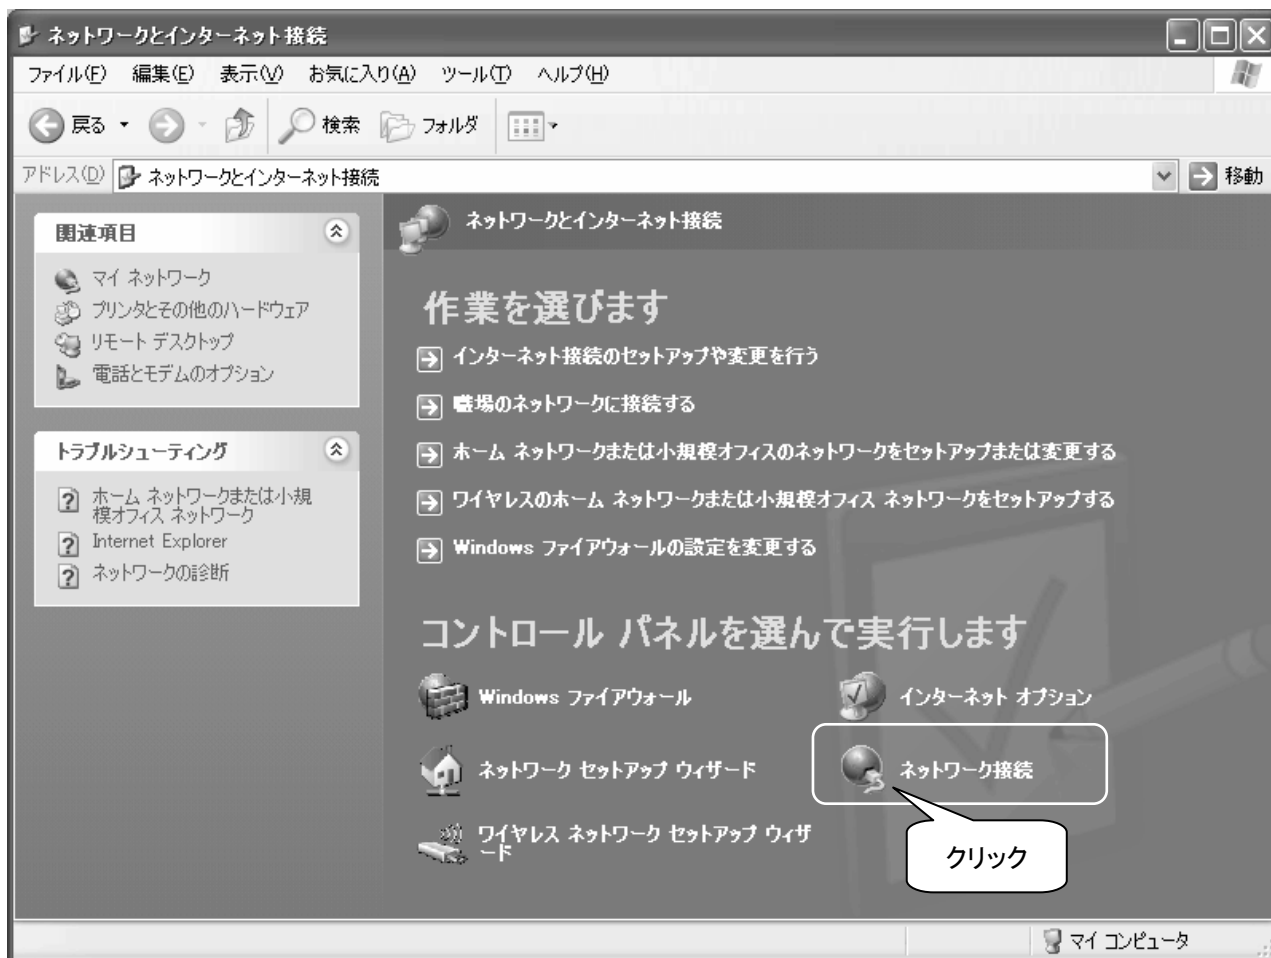 ネットワークとインターネット接続
ファイル(F) 編集(E) 表示(V) お気に入り(A) ツール(T) ヘルプ(H)
戻る 検索 フォルダ
アドレス(D) ネットワークとインターネット接続 移動
関連項目
マイ ネットワーク
プリンタとその他のハードウェア
リモート デスクトップ
電話とモデムのオプション
トラブルシューティング
ホーム ネットワークまたは小規
模オフィス ネットワーク
Internet Explorer
ネットワークの診断
ネットワークとインターネット接続
作業を選びます
インターネット接続のセットアップや変更を行う
職場のネットワークに接続する
ホーム ネットワークまたは小規模オフィスのネットワークをセットアップまたは変更する
ワイヤレスのホーム ネットワークまたは小規模オフィス ネットワークをセットアップする
Windows ファイアウォールの設定を変更する
コントロール パネルを選んで実行します
Windows ファイアウォール
インターネット オプション
ネットワーク セットアップ ウィザード
ネットワーク接続
ワイヤレス ネットワーク セットアップ ウィザ
ード
クリック
マイ コンピュータ